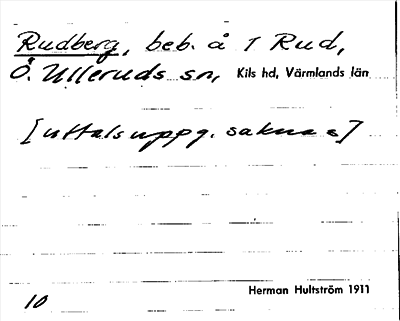 Rudberg, beb. å 1 Rud,
Ö. Ulleruds sn, Kils hd, Värmlands län
[uttalsuppg. saknas]
Herman Hultström 1911
10